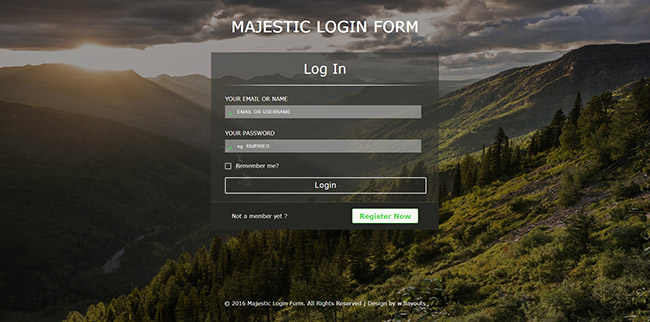 MAJESTIC LOGIN FORM
Log In
YOUR EMAIL OR NAME
EMAIL OR USERNAME
YOUR PASSWORD
eg.
Remember me?
Login
Not a member yet ? Register Now
© 2016 Majestic Login Form. All Rights Reserved | Design by w3layouts